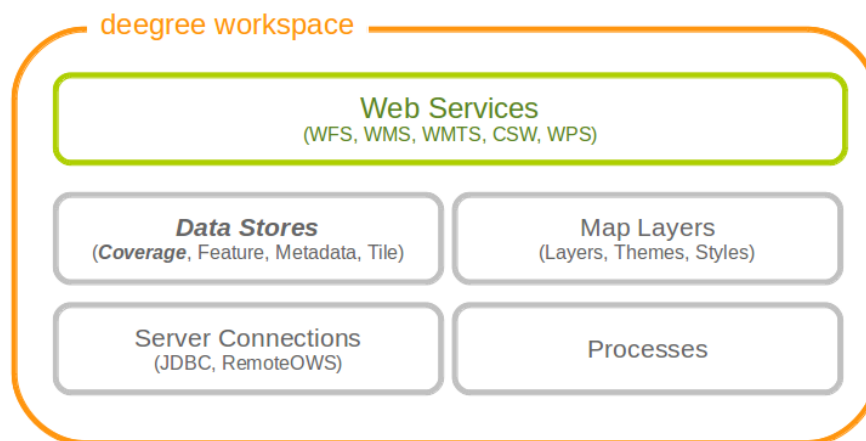 deegree workspace
Web Services
(WFS, WMS, WMTS, CSW, WPS)
Data Stores
(Coverage, Feature, Metadata, Tile)
Map Layers
(Layers, Themes, Styles)
Server Connections
(JDBC, RemoteOWS)
Processes